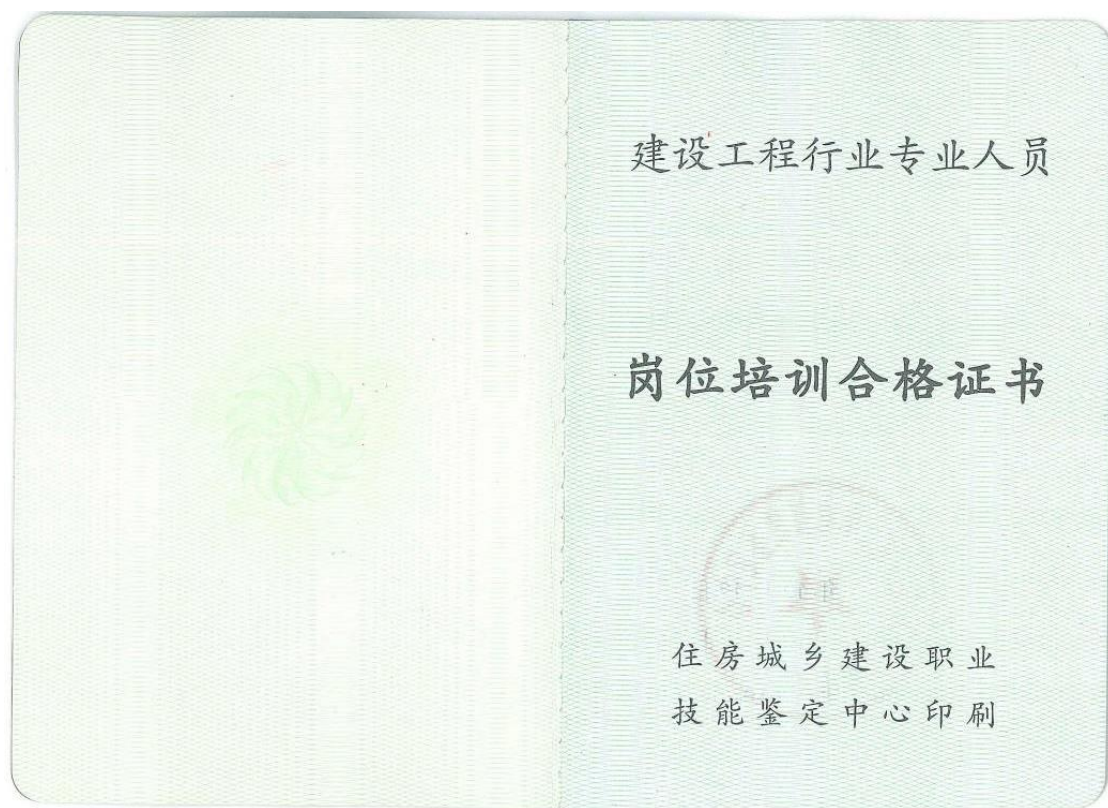 建设工程行业专业人员
岗位培训合格证书
住房城乡建设职业
技能鉴定中心印刷